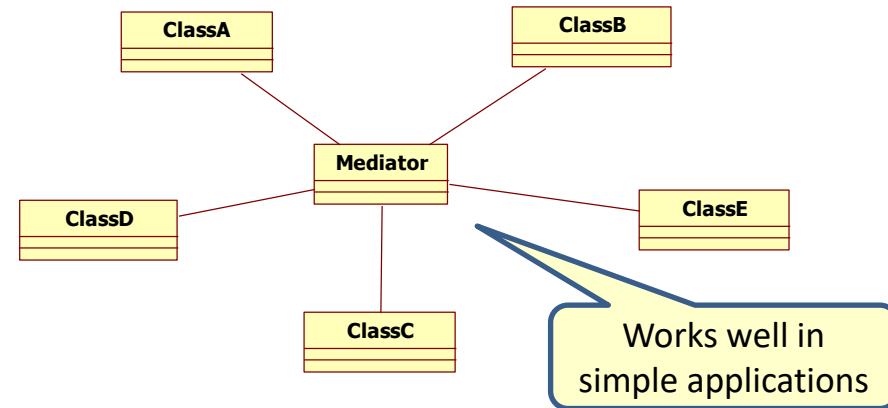 ClassA
ClassB
Mediator
ClassD
ClassE
ClassC
Works well in
simple applications